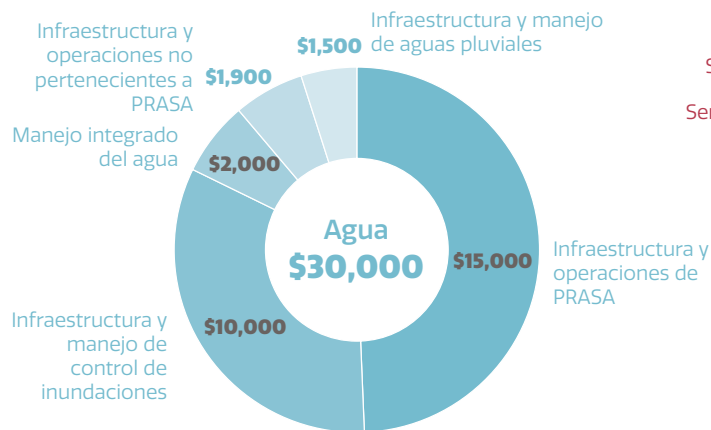 Infraestructura y
operaciones no
pertenecientes a
PRASA
$1,900
$1,500
Infraestructura y manejo
de aguas pluviales
Manejo integrado
del agua
$2,000
Agua
$30,000
$15,000
Infraestructura y
operaciones de
PRASA
$10,000
Infraestructura y
manejo de
control de
inundaciones